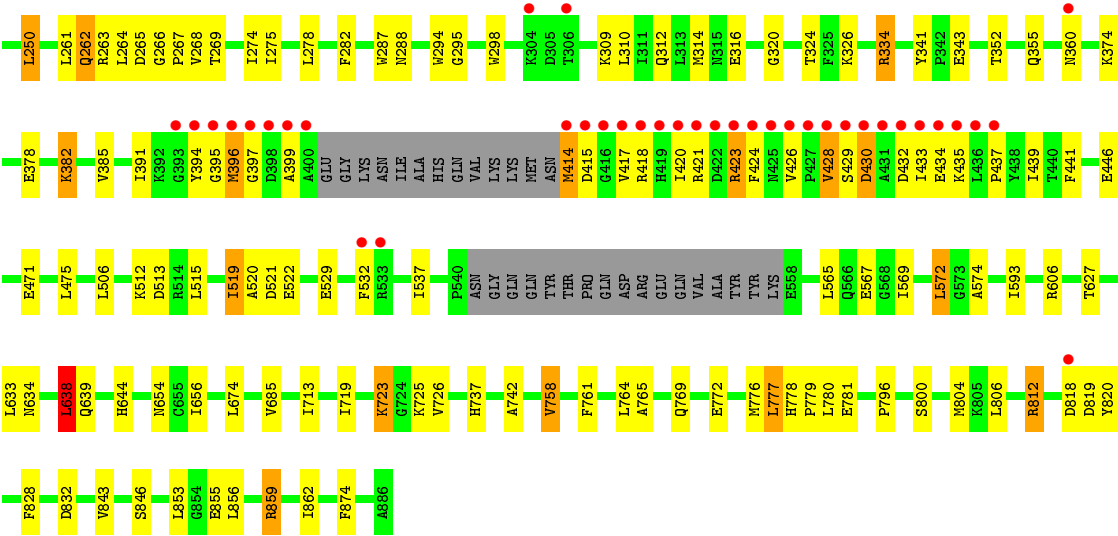 L250 L261 Q262 R263 L264 D265 G266 P267 V268 T269 I274 I275 L278 F282 W287 N288 W294 G295 W298 K304 D305 T306 K309 L310 I311 Q312 L313 M314 N315 E316 G320 T324 F325 K326 R334 Y341 P342 E343 T352 Q355 N360 K374
E378 K382 V385 I391 K392 G393 Y394 G395 M396 G397 D398 A399 A400 GLU GLY LYS ASN ILE ALA HIS GLN VAL LYS LYS MET ASN M414 D415 G416 V417 R418 H419 I420 R421 D422 R423 F424 N425 V426 P427 V428 S429 D430 A431 D432 I433 E434 K435 L436 P437 Y438 I439 T440 F441 E446
E471 L475 L506 K512 D513 R514 L515 I519 A520 D521 E522 E529 F532 R533 I537 P540 ASN GLY GLN GLN TYR THR PRO GLN ASP ARG GLU GLN VAL ALA TYR TYR LYS E558 L565 Q566 E567 G568 I569 L572 G573 A574 I593 R606 T627
L633 N634 L638 Q639 H644 N654 C655 I656 L674 V685 I713 I719 K723 G724 K725 V726 H737 A742 V758 F761 L764 A765 Q769 E772 M776 L777 H778 P779 L780 E781 P796 S800 M804 K805 L806 R812 D818 D819 Y820
F828 D832 V843 S846 L853 G854 E855 L856 R859 I862 F874 A886